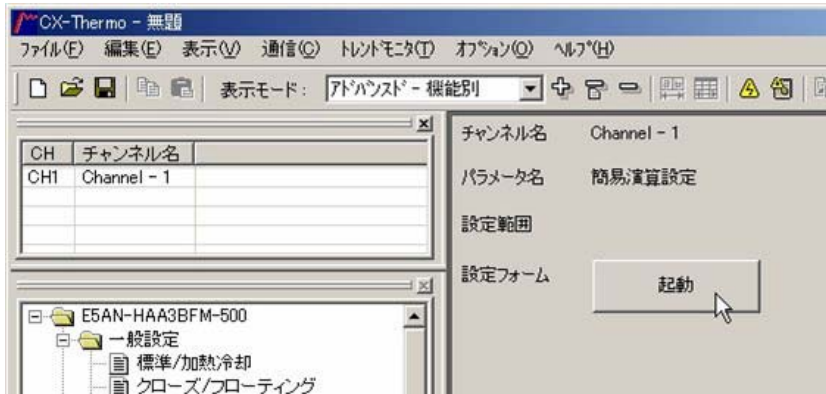 CX-Thermo - 無題
ファイル(F) 編集(E) 表示(V) 通信(C) トレンドモニタ(T) オプション(O) ヘルプ(H)
表示モード: アドバンスド - 機能別
CH チャンネル名
CH1 Channel - 1
チャンネル名 Channel - 1
パラメータ名 簡易演算設定
設定範囲
設定フォーム 起動
E5AN-HAA3BFM-500
一般設定
標準/加熱冷却
クローズ/フローティング